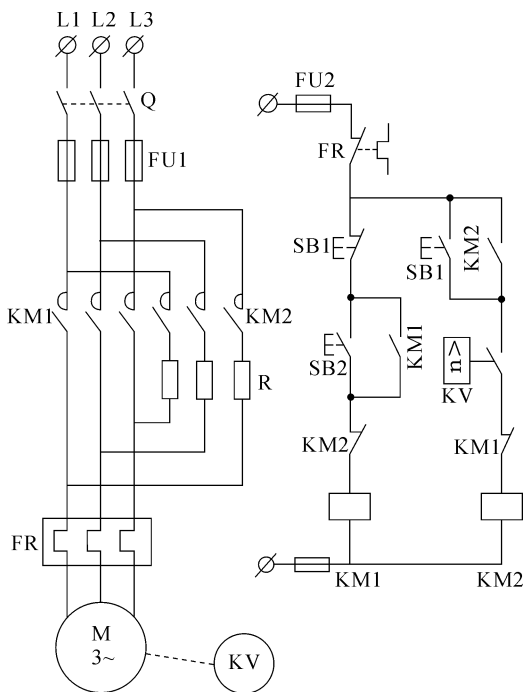 L1 L2 L3
Q
FU1
KM1
KM2
R
FR
M
3~
KV
FU2
FR
SB1
SB1
KM2
SB2
KM1
n>
KV
KM2
KM1
KM1
KM2